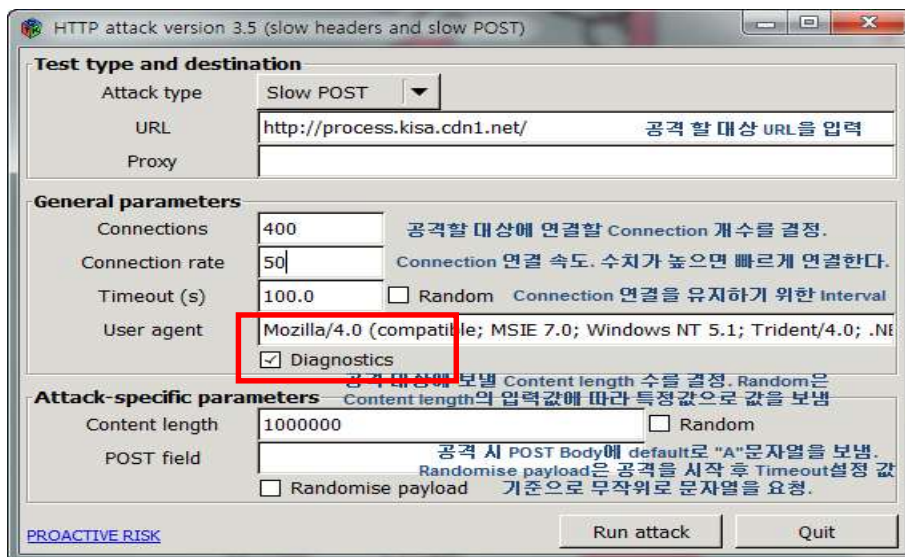 HTTP attack version 3.5 (slow headers and slow POST)
Test type and destination
Attack type Slow POST
URL http://process.kisa.cdn1.net/ 공격 할 대상 URL을 입력
Proxy
General parameters
Connections 400 공격할 대상에 연결할 Connection 개수를 결정.
Connection rate 50 Connection 연결 속도. 수치가 높으면 빠르게 연결한다.
Timeout (s) 100.0 Random Connection 연결을 유지하기 위한 Interval
User agent Mozilla/4.0 (compatible; MSIE 7.0; Windows NT 5.1; Trident/4.0; .NE
Diagnostics
공격 대상에 보낼 Content length 수를 결정. Random은
Attack-specific parameters Content length의 입력값에 따라 특정값으로 값을 보냄
Content length 1000000 Random
공격 시 POST Body에 default로 "A"문자열을 보냄.
POST field Randomise payload은 공격을 시작 후 Timeout설정 값
Randomise payload 기준으로 무작위로 문자열을 요청.
PROACTIVE RISK Run attack Quit